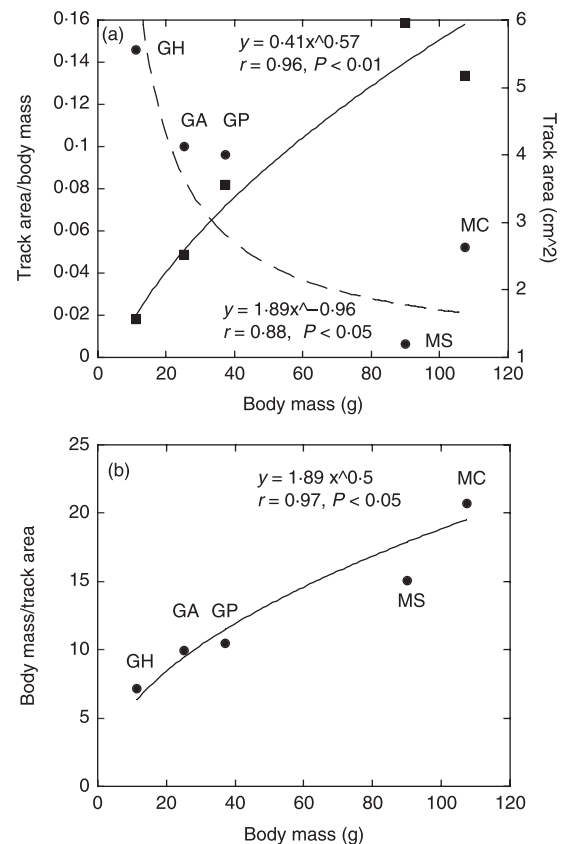 (a)
y = 0·41x^0·57
r = 0·96, P < 0·01
GH
GA
GP
MC
MS
y = 1·89x^–0·96
r = 0·88, P < 0·05
0·16
0·14
0·12
0·1
0·08
0·06
0·04
0·02
0
Track area/body mass
6
5
4
3
2
1
Track area (cm^2)
0 20 40 60 80 100 120
Body mass (g)
(b)
y = 1·89 x^0·5
r = 0·97, P < 0·05
MC
MS
GA
GP
GH
25
20
15
10
5
0
Body mass/track area
0 20 40 60 80 100 120
Body mass (g)